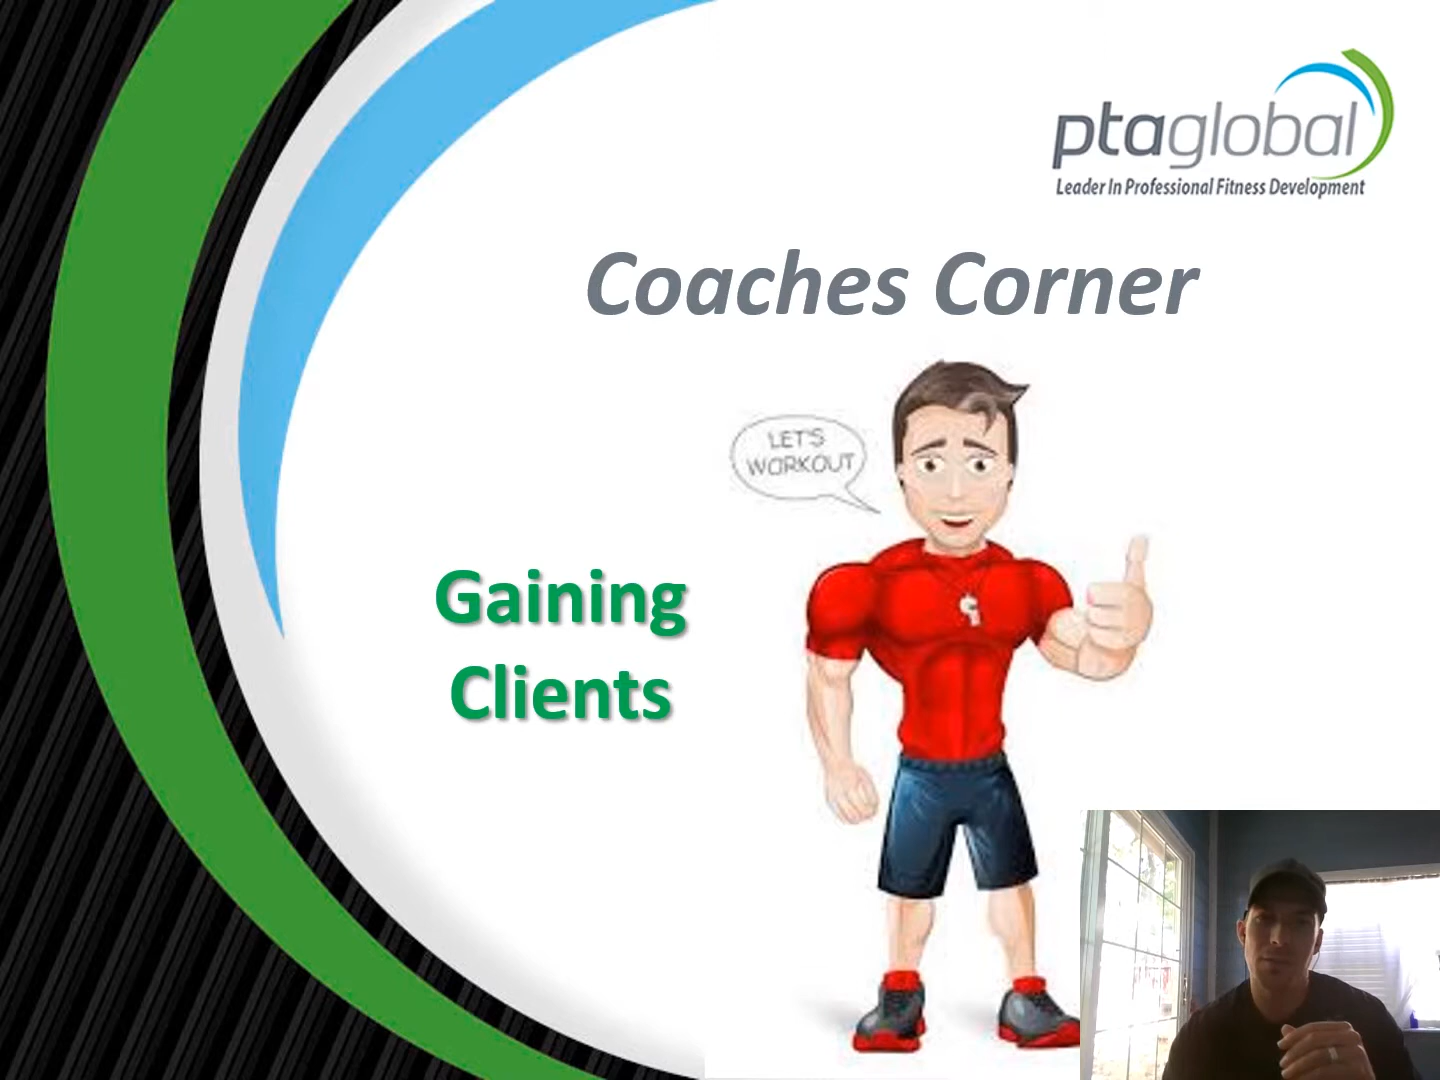 ptaglobal
Leader In Professional Fitness Development
Coaches Corner
LET'S
WORKOUT
Gaining
Clients